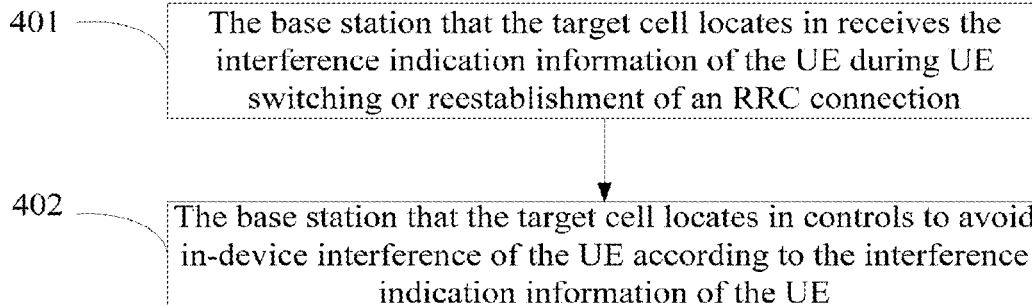 401
The base station that the target cell locates in receives the
interference indication information of the UE during UE
switching or reestablishment of an RRC connection
402
The base station that the target cell locates in controls to avoid
in-device interference of the UE according to the interference
indication information of the UE